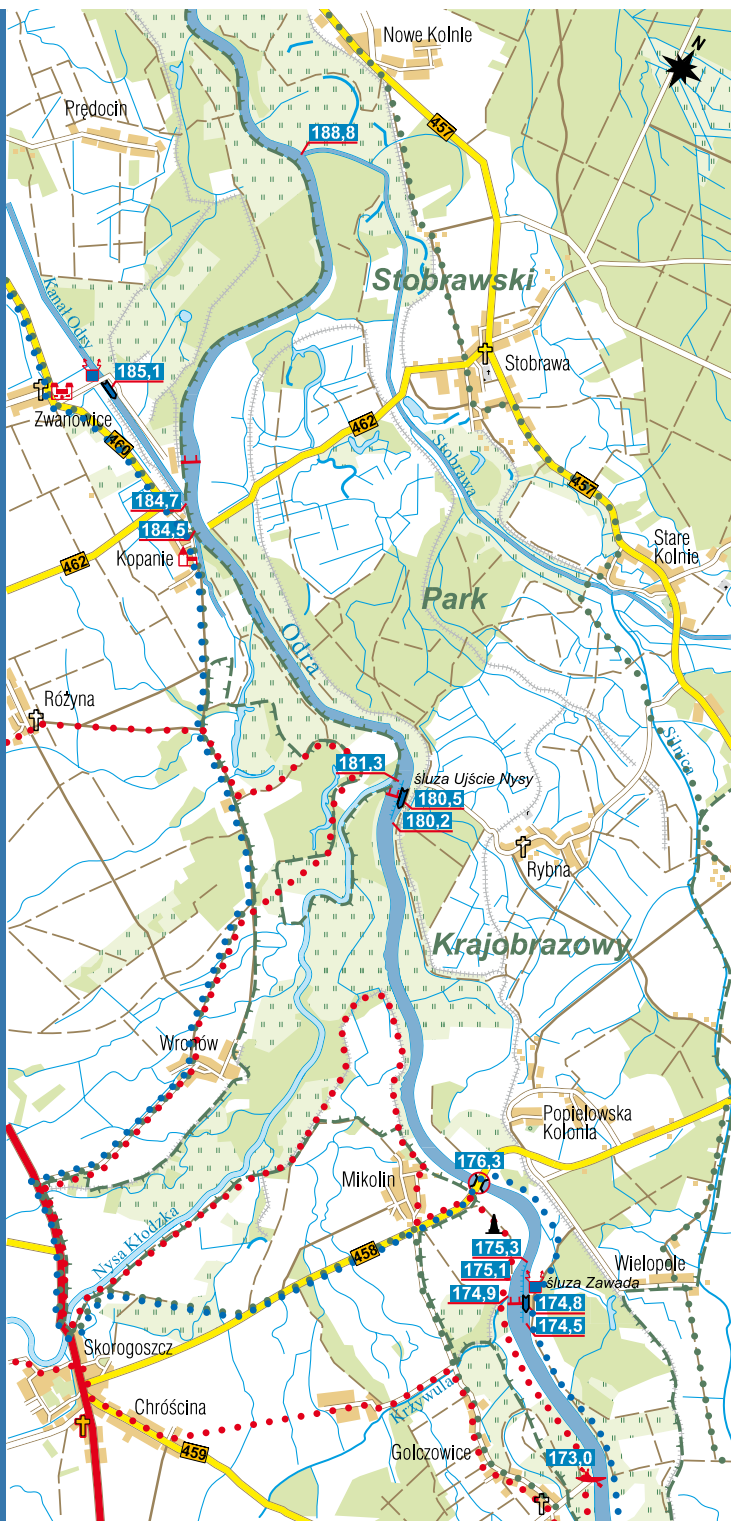 Nowe Kolnie
N
Prędocin
457
188,8
Stobrawski
Kanał Odry
185,1
Stobrawa
Zwanowice
460
462
Stobrawa
457
184,7
184,5
Kopanie
462
Stare
Kolnie
Park
Odra
Różyna
Silnica
181,3
śluza Ujście Nysy
180,5
180,2
Rybna
Krajobrazowy
Wronów
Popielowska
Kolonia
176,3
Mikolin
Nysa Kłodzka
458
175,3
175,1
174,9
śluza Zawada
174,8
174,5
Wielopole
Skorogoszcz
Chróścina
Krzywula
459
Golczowice
173,0